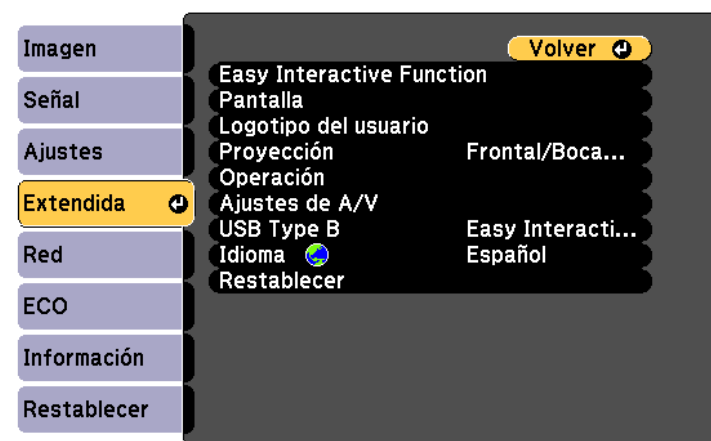 Imagen
Señal
Ajustes
Extendida
Red
ECO
Información
Restablecer
Volver
Easy Interactive Function
Pantalla
Logotipo del usuario
Proyección Frontal/Boca...
Operación
Ajustes de A/V
USB Type B Easy Interacti...
Idioma Español
Restablecer